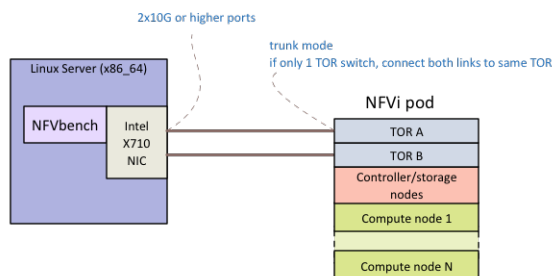 2x10G or higher ports
trunk mode
if only 1 TOR switch, connect both links to same TOR
Linux Server (x86_64)
NFVbench
Intel
X710
NIC
NFVi pod
TOR A
TOR B
Controller/storage
nodes
Compute node 1
Compute node N